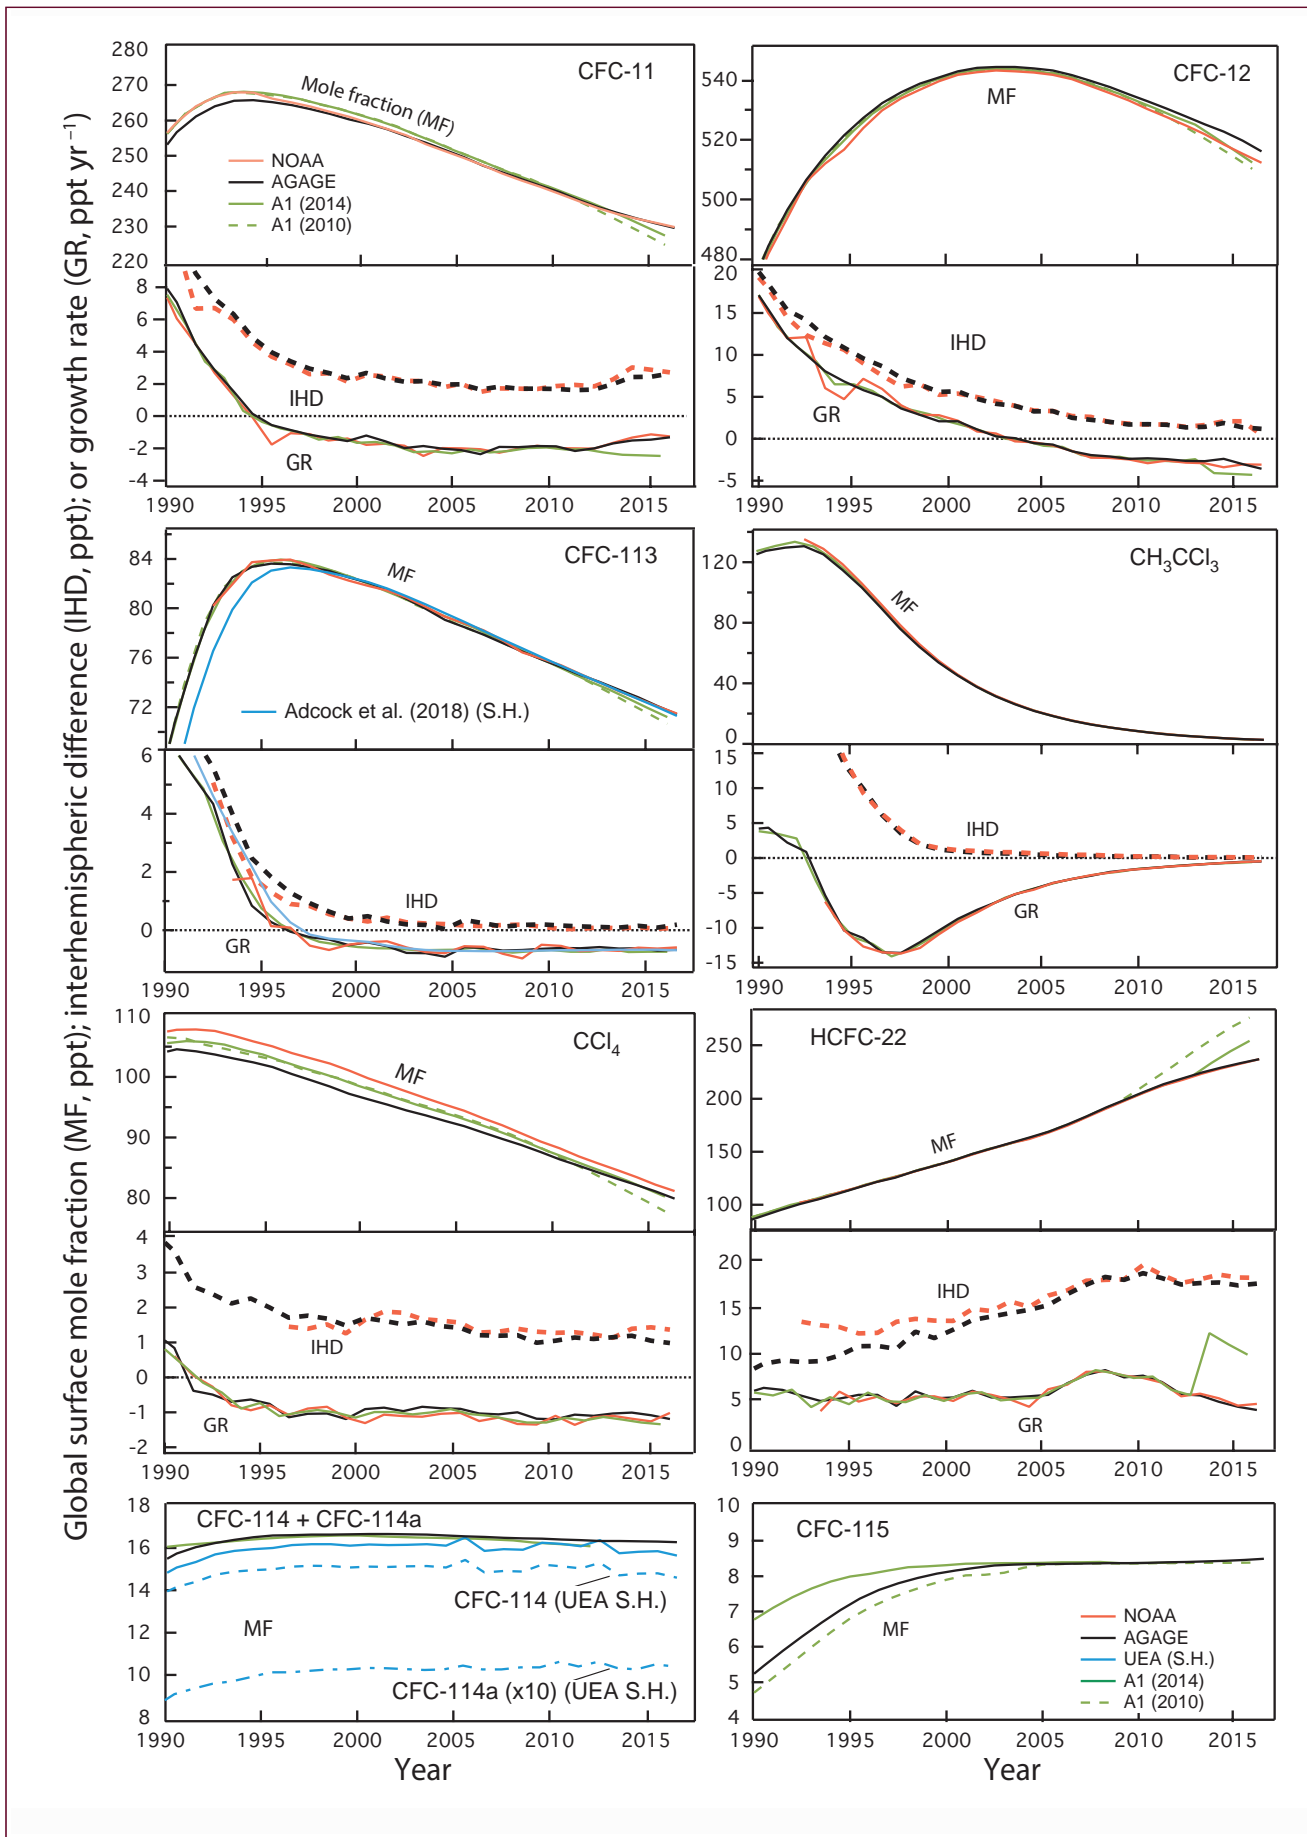 Global surface mole fraction (MF, ppt); interhemispheric difference (IHD, ppt); or growth rate (GR, ppt yr⁻¹)
280
270
260
250
240
230
220
CFC-11
Mole fraction (MF)
NOAA
AGAGE
A1 (2014)
A1 (2010)
8
6
4
2
0
-2
-4
IHD
GR
1990 1995 2000 2005 2010 2015
540
520
500
480
CFC-12
MF
20
15
10
5
0
-5
IHD
GR
1990 1995 2000 2005 2010 2015
84
80
76
72
CFC-113
MF
Adcock et al. (2018) (S.H.)
6
4
2
0
IHD
GR
1990 1995 2000 2005 2010 2015
120
80
40
0
CH₃CCl₃
MF
15
10
5
0
-5
-10
-15
IHD
GR
1990 1995 2000 2005 2010 2015
110
100
90
80
CCl₄
MF
4
3
2
1
0
-1
-2
IHD
GR
1990 1995 2000 2005 2010 2015
250
200
150
100
HCFC-22
MF
20
15
10
5
0
IHD
GR
1990 1995 2000 2005 2010 2015
18
16
14
12
10
8
CFC-114 + CFC-114a
CFC-114 (UEA S.H.)
MF
CFC-114a (x10) (UEA S.H.)
1990 1995 2000 2005 2010 2015
Year
10
9
8
7
6
5
4
CFC-115
MF
NOAA
AGAGE
UEA (S.H.)
A1 (2014)
A1 (2010)
1990 1995 2000 2005 2010 2015
Year